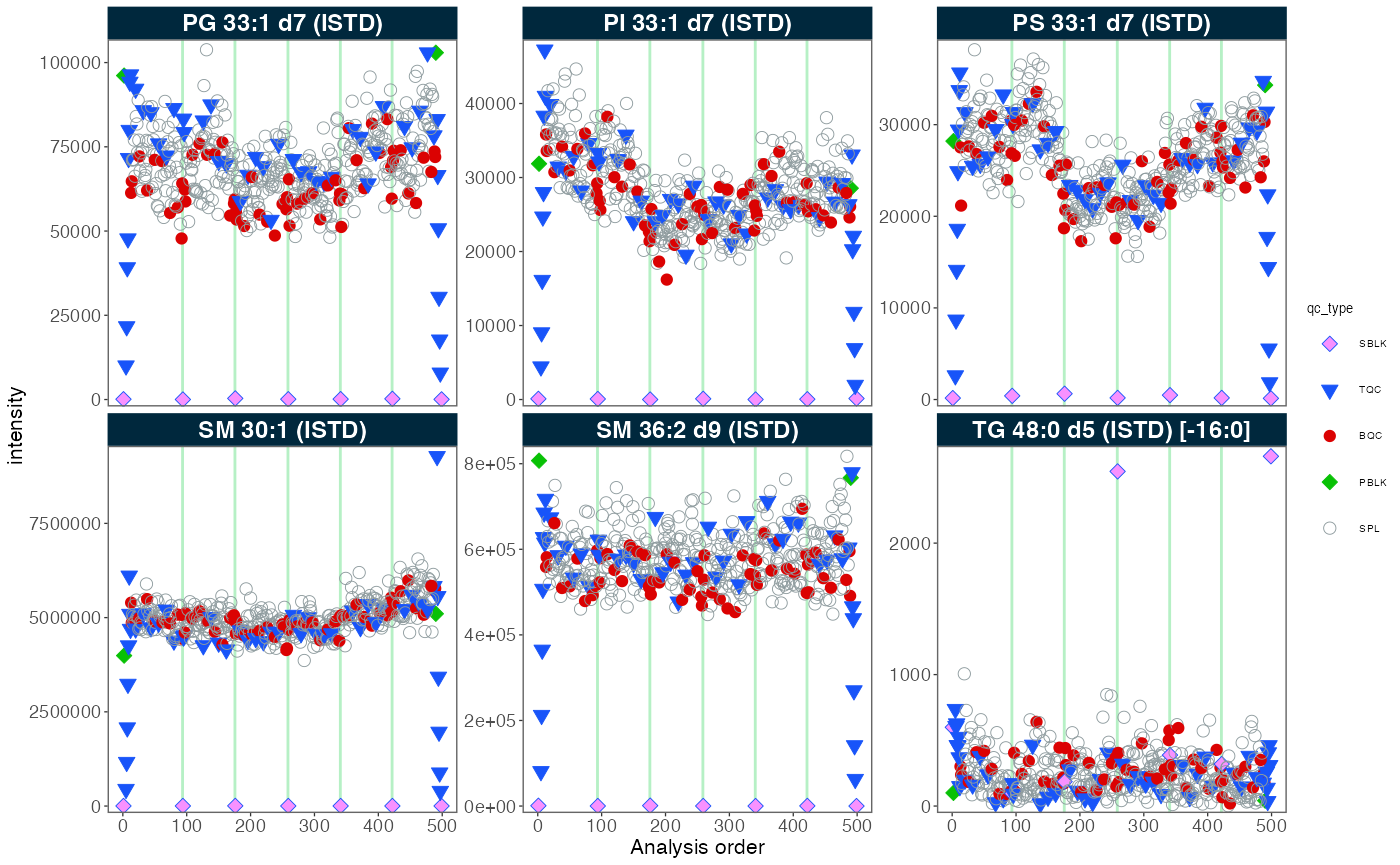 PG 33:1 d7 (ISTD)
PI 33:1 d7 (ISTD)
PS 33:1 d7 (ISTD)
100000
75000
50000
25000
0
40000
30000
20000
10000
0
30000
20000
10000
0
SM 30:1 (ISTD)
SM 36:2 d9 (ISTD)
TG 48:0 d5 (ISTD) [-16:0]
7500000
5000000
2500000
0
8e+05
6e+05
4e+05
2e+05
0e+00
2000
1000
0
0 100 200 300 400 500
0 100 200 300 400 500
0 100 200 300 400 500
Analysis order
intensity
qc_type
SBLK
TQC
BQC
PBLK
SPL